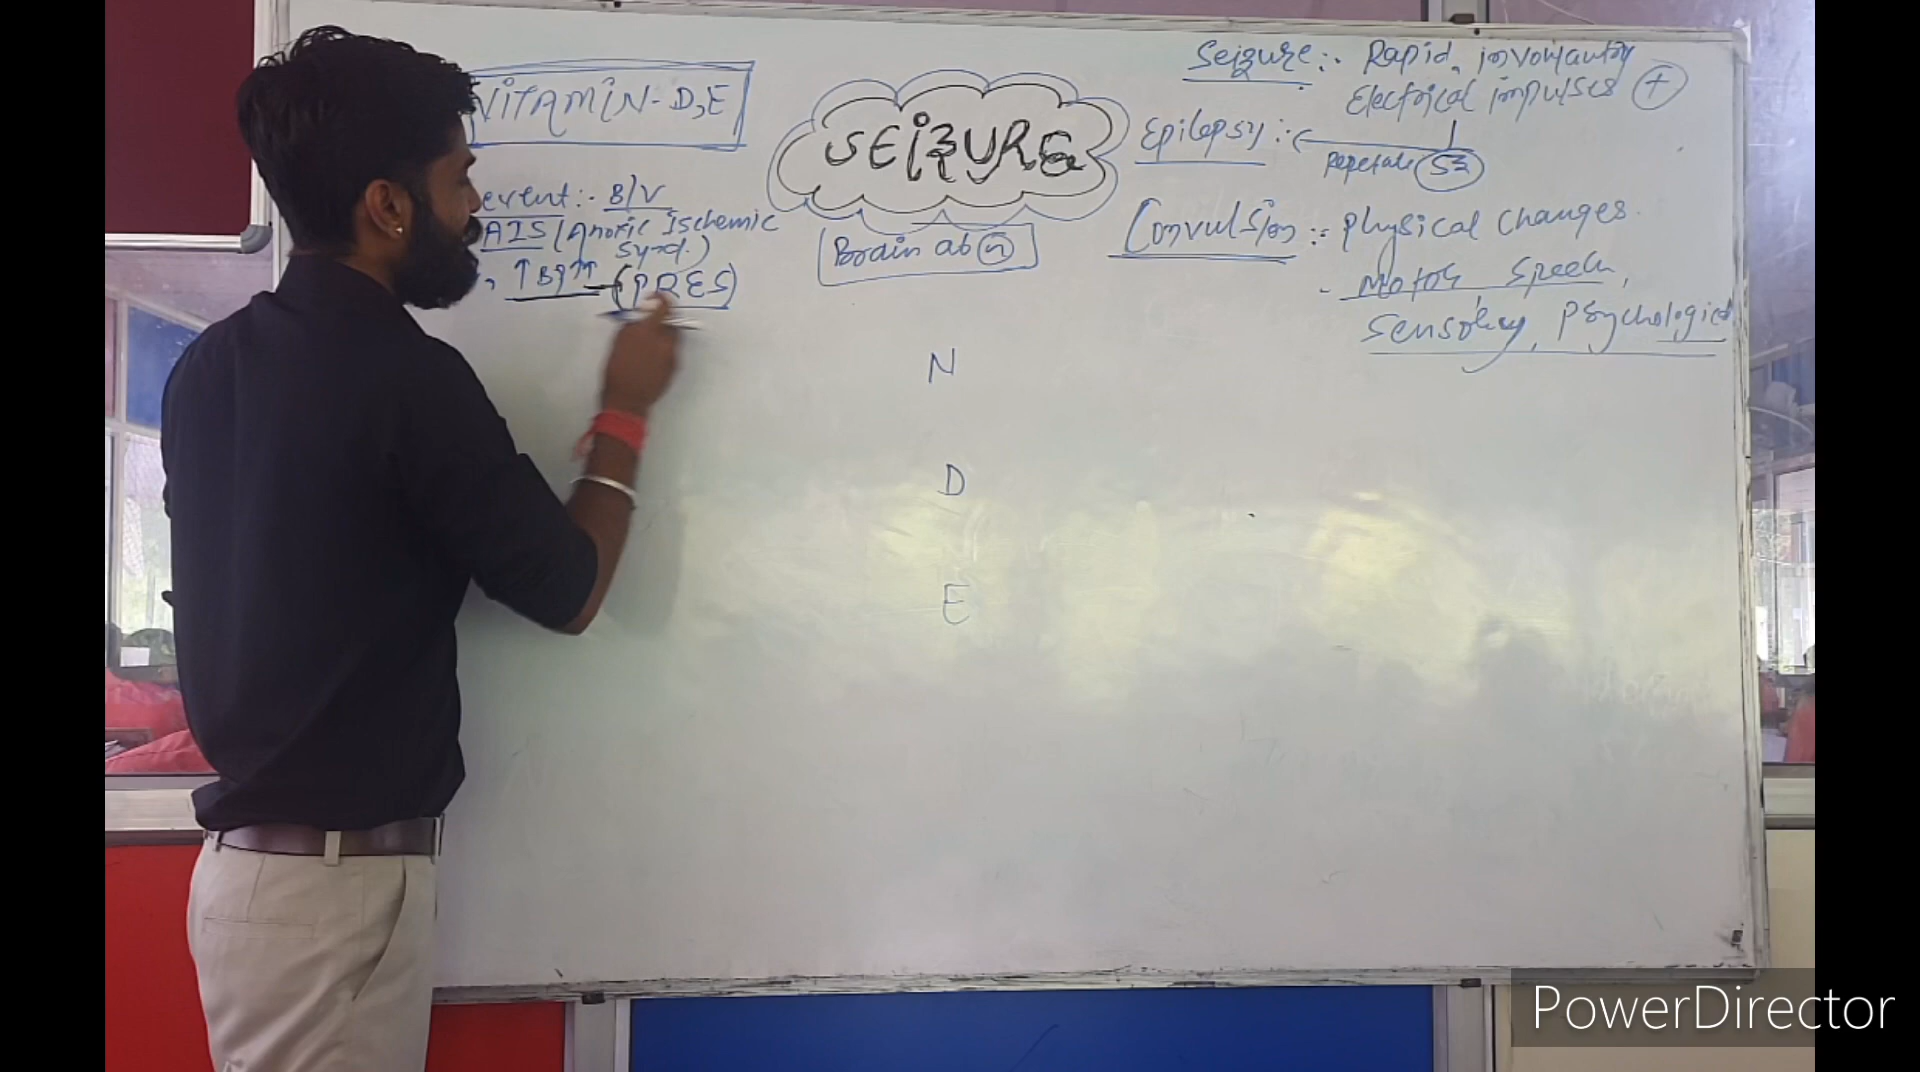 VITAMIN-D,E
event:- B/V
AIS (Anoxic Ischemic
Synd.)
↑BP↑↑ (PRES)
SEIZURE
Brain ab(n)
N
D
E
Seizure:- Rapid, involuntary
Electrical impulses (+)
Epilepsy:-
(Sz)
Convulsion:- Physical Changes.
- Motor Speech,
Sensory, Psychological
PowerDirector